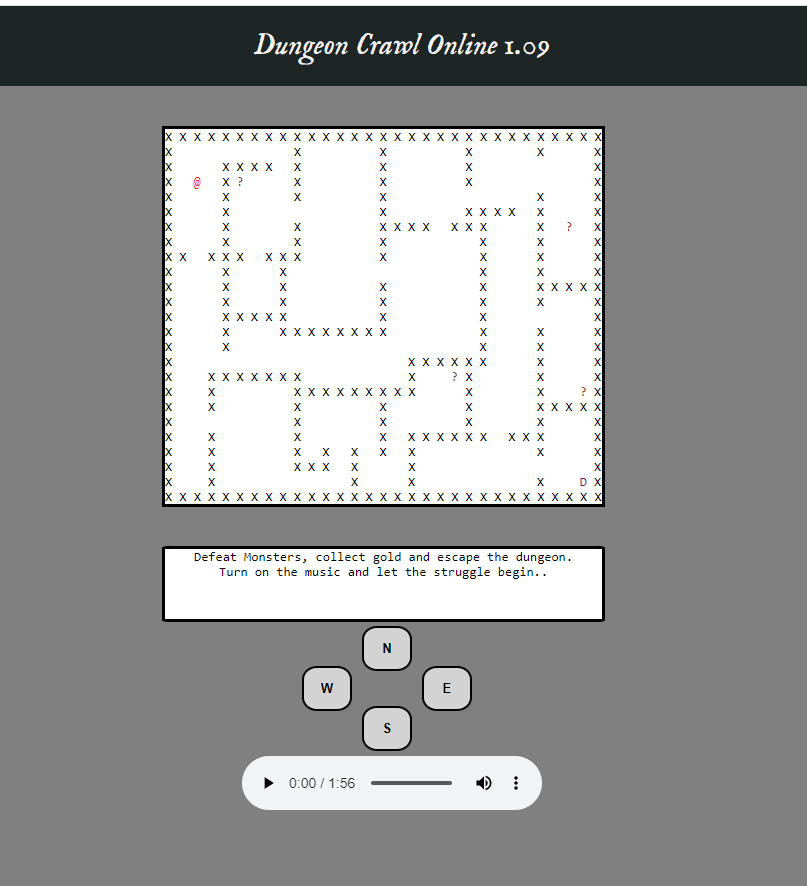 Dungeon Crawl Online 1.09
X X X X X X X X X X X X X X X X X X X X X X X X X X X X X X X
X X X X X X
X X X X X X X X X
X @ X ? X X X X
X X X X X X
X X X X X X X X X
X X X X X X X X X X X ? X
X X X X X X X
X X X X X X X X X X X X
X X X X X X
X X X X X X X X X X
X X X X X X X
X X X X X X X X X
X X X X X X X X X X X X X
X X X X X
X X X X X X X X X
X X X X X X X X X ? X X X
X X X X X X X X X X X X X ? X
X X X X X X X X X X
X X X X X X
X X X X X X X X X X X X X X
X X X X X X X X X
X X X X X X X X
X X X X X D X
X X X X X X X X X X X X X X X X X X X X X X X X X X X X X X X
Defeat Monsters, collect gold and escape the dungeon.
Turn on the music and let the struggle begin..
N
W E
S
0:00 / 1:56